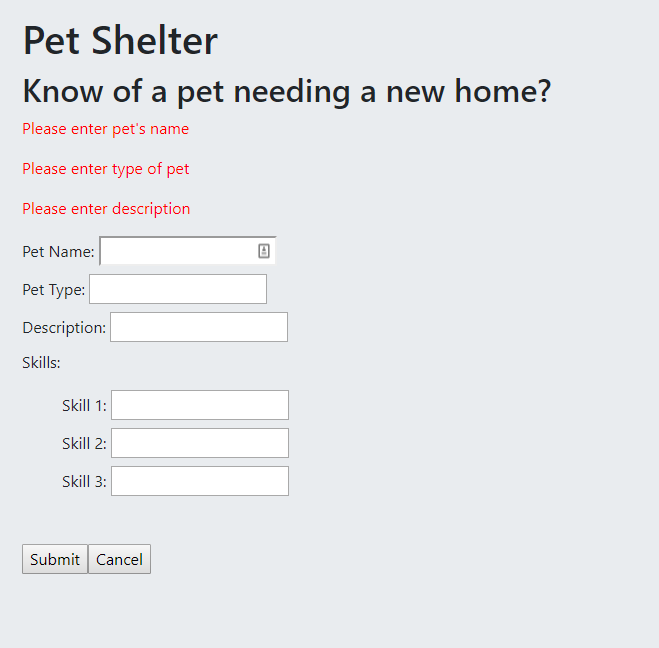 Pet Shelter
Know of a pet needing a new home?
Please enter pet's name
Please enter type of pet
Please enter description
Pet Name:
Pet Type:
Description:
Skills:
Skill 1:
Skill 2:
Skill 3:
Submit Cancel